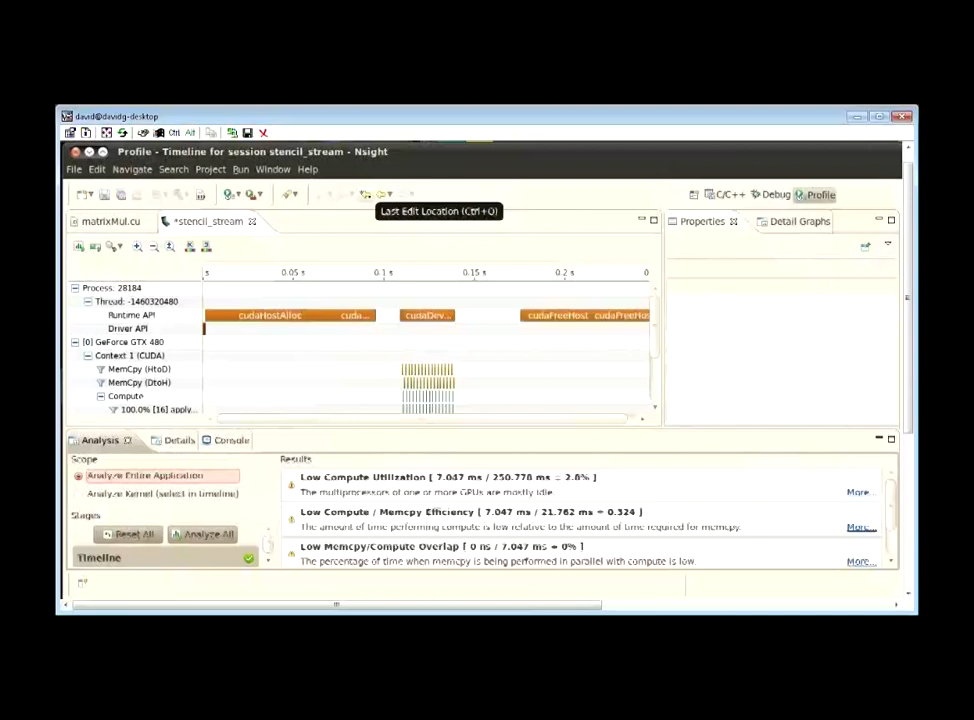 david@davidg-desktop
Ctrl Alt
Profile - Timeline for session stencil_stream - Nsight
File Edit Navigate Search Project Run Window Help
C/C++ Debug Profile
Last Edit Location (Ctrl+Q)
matrixMul.cu *stencil_stream Properties Detail Graphs
s 0.05 s 0.1 s 0.15 s 0.2 s 0
Process: 28184
Thread: -1460320480
Runtime API cudaHostAlloc cuda... cudaDev... cudaFreeHost cudaFreeHos
Driver API
[0] GeForce GTX 480
Context 1 (CUDA)
MemCpy (HtoD)
MemCpy (DtoH)
Compute
100.0% [16] apply...
Analysis Details Console
Scope
Analyze Entire Application
Analyze Kernel (select in timeline)
Stages
Reset All Analyze All
Timeline
Results
Low Compute Utilization [ 7.047 ms / 250.778 ms = 2.8% ]
The multiprocessors of one or more GPUs are mostly idle. More...
Low Compute / Memcpy Efficiency [ 7.047 ms / 21.762 ms = 0.324 ]
The amount of time performing compute is low relative to the amount of time required for memcpy. More...
Low Memcpy/Compute Overlap [ 0 ns / 7.047 ms = 0% ]
The percentage of time when memcpy is being performed in parallel with compute is low. More...